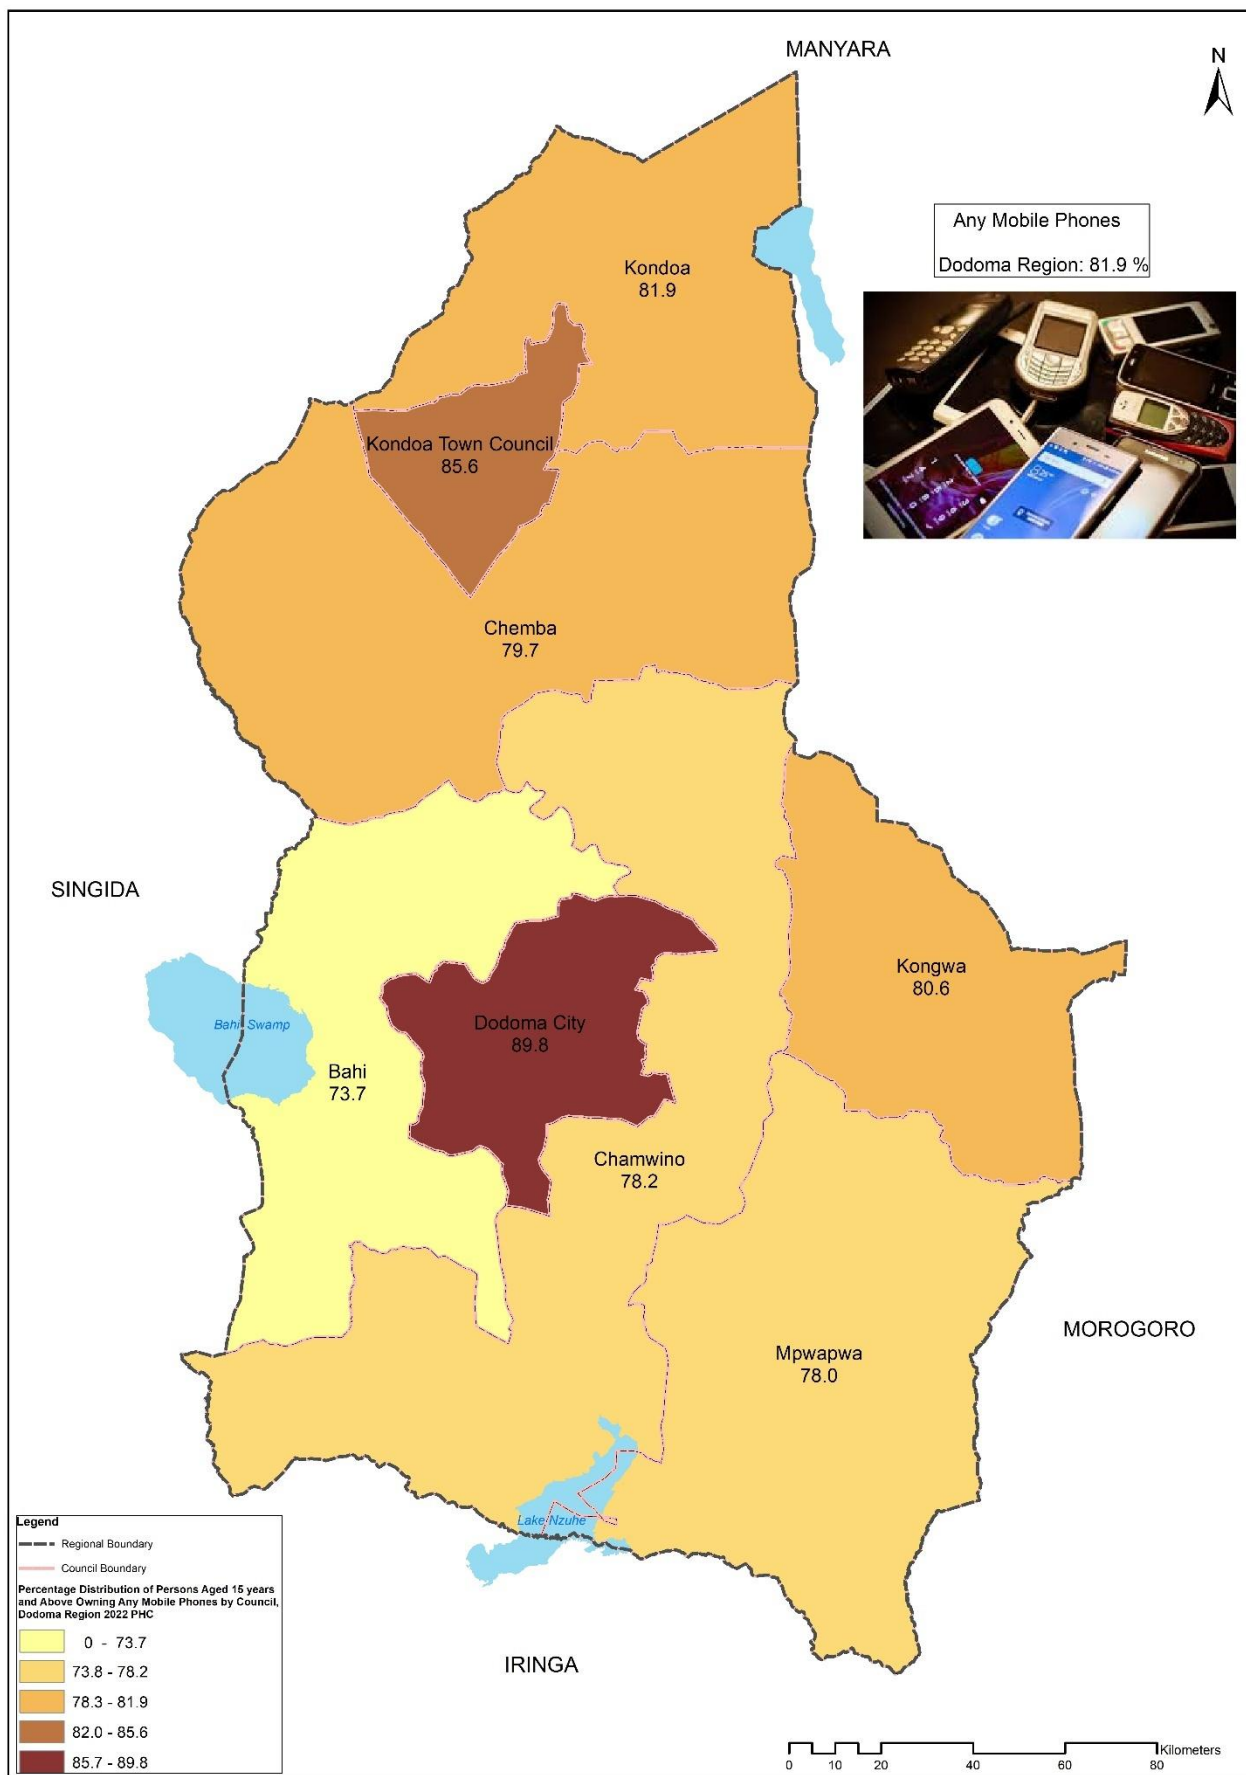 MANYARA
N
Any Mobile Phones
Dodoma Region: 81.9 %
Kondoa
81.9
Kondoa Town Council
85.6
Chemba
79.7
SINGIDA
Kongwa
80.6
Bahi Swamp
Dodoma City
89.8
Bahi
73.7
Chamwino
78.2
MOROGORO
Mpwapwa
78.0
Lake Nzuhe
IRINGA
Legend
Regional Boundary
Council Boundary
Percentage Distribution of Persons Aged 15 years
and Above Owning Any Mobile Phones by Council,
Dodoma Region 2022 PHC
0 - 73.7
73.8 - 78.2
78.3 - 81.9
82.0 - 85.6
85.7 - 89.8
Kilometers
0 10 20 40 60 80